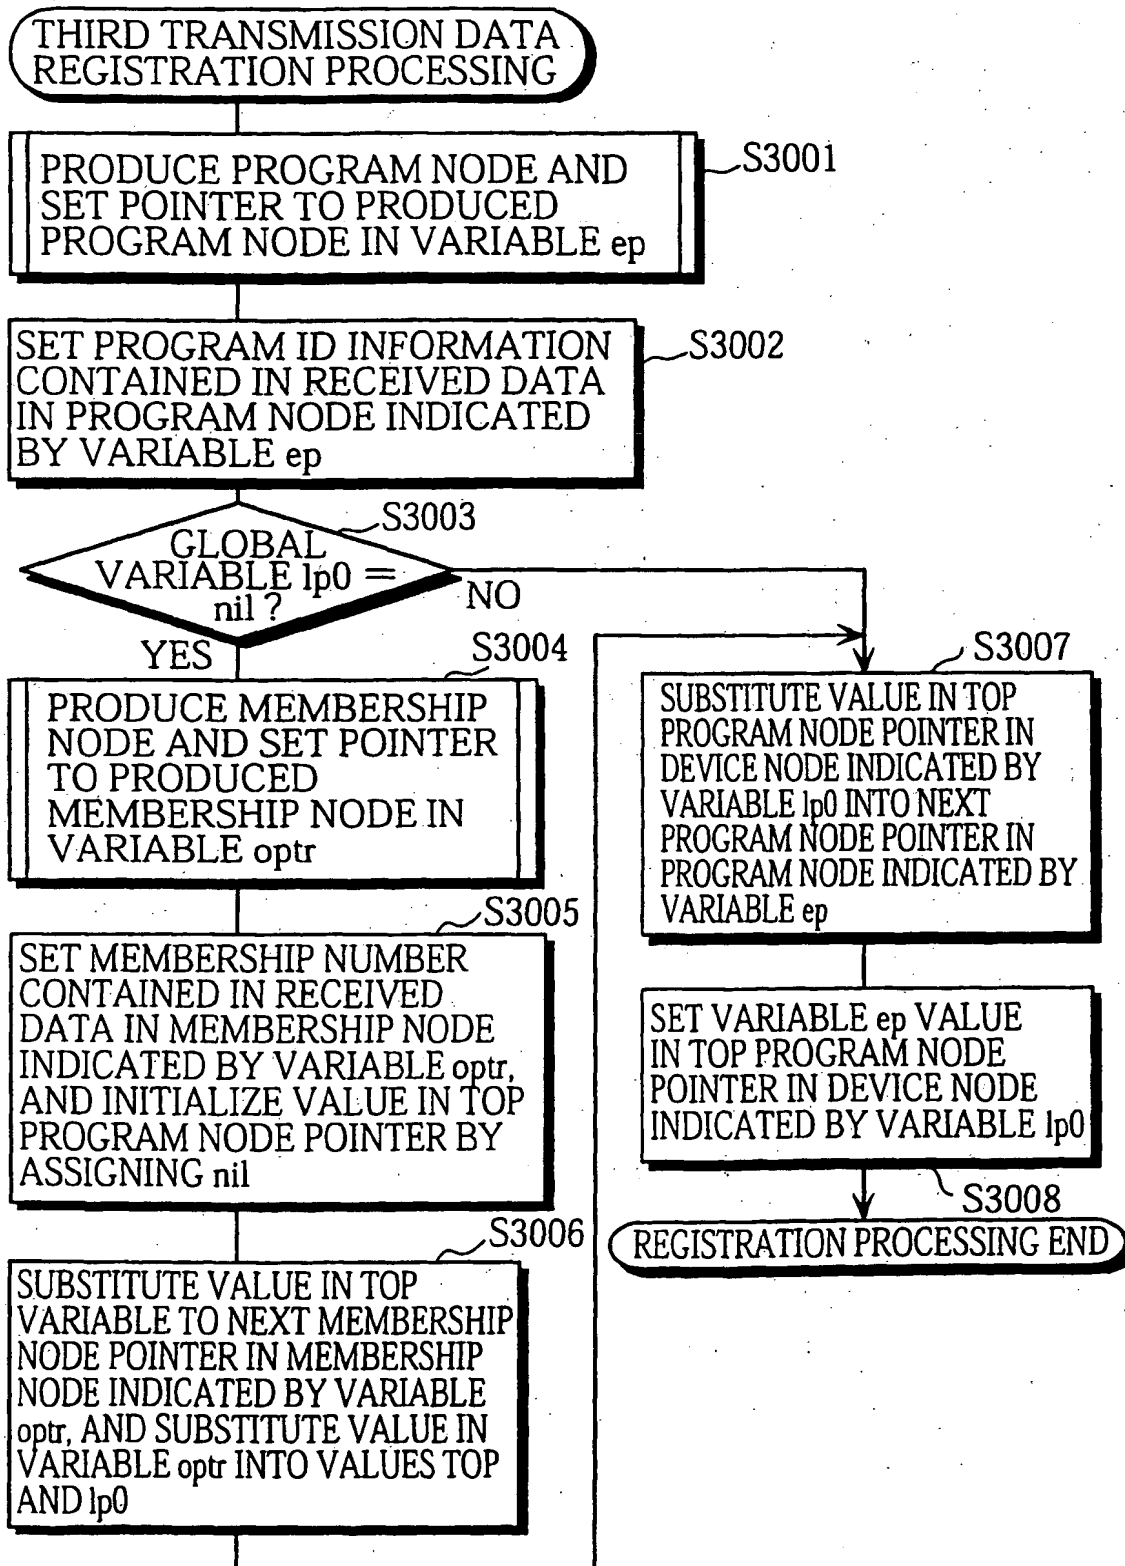 THIRD TRANSMISSION DATA
REGISTRATION PROCESSING
PRODUCE PROGRAM NODE AND
SET POINTER TO PRODUCED
PROGRAM NODE IN VARIABLE ep
S3001
SET PROGRAM ID INFORMATION
CONTAINED IN RECEIVED DATA
IN PROGRAM NODE INDICATED
BY VARIABLE ep
S3002
S3003
GLOBAL
VARIABLE lp0 =
nil ?
NO
YES
S3004
PRODUCE MEMBERSHIP
NODE AND SET POINTER
TO PRODUCED
MEMBERSHIP NODE IN
VARIABLE optr
S3005
SET MEMBERSHIP NUMBER
CONTAINED IN RECEIVED
DATA IN MEMBERSHIP NODE
INDICATED BY VARIABLE optr,
AND INITIALIZE VALUE IN TOP
PROGRAM NODE POINTER BY
ASSIGNING nil
S3006
SUBSTITUTE VALUE IN TOP
VARIABLE TO NEXT MEMBERSHIP
NODE POINTER IN MEMBERSHIP
NODE INDICATED BY VARIABLE
optr, AND SUBSTITUTE VALUE IN
VARIABLE optr INTO VALUES TOP
AND lp0
S3007
SUBSTITUTE VALUE IN TOP
PROGRAM NODE POINTER IN
DEVICE NODE INDICATED BY
VARIABLE lp0 INTO NEXT
PROGRAM NODE POINTER IN
PROGRAM NODE INDICATED BY
VARIABLE ep
SET VARIABLE ep VALUE
IN TOP PROGRAM NODE
POINTER IN DEVICE NODE
INDICATED BY VARIABLE lp0
S3008
REGISTRATION PROCESSING END